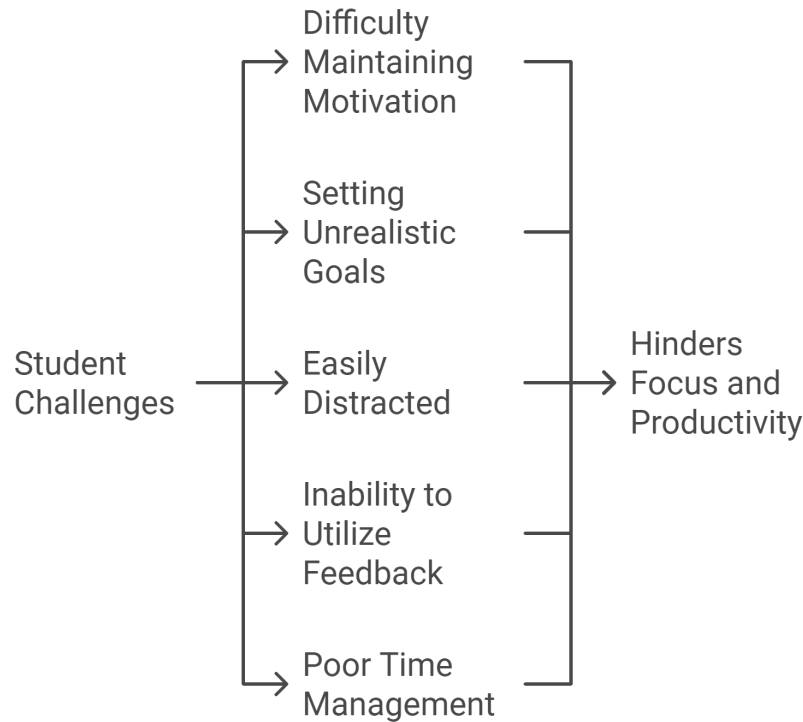 Student
Challenges
Difficulty
Maintaining
Motivation
Setting
Unrealistic
Goals
Easily
Distracted
Inability to
Utilize
Feedback
Poor Time
Management
Hinders
Focus and
Productivity